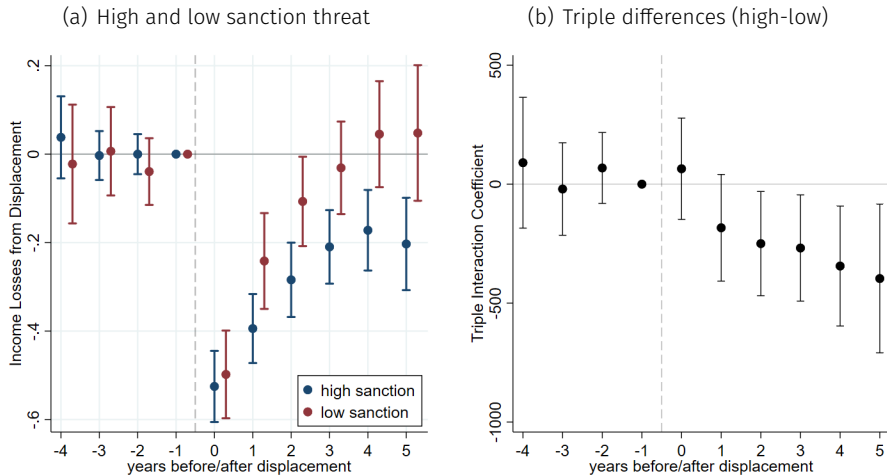 (a) High and low sanction threat
Income Losses from Displacement
.2
0
-.2
-.4
-.6
high sanction
low sanction
-4 -3 -2 -1 0 1 2 3 4 5
years before/after displacement
(b) Triple differences (high-low)
Triple Interaction Coefficient
500
0
-500
-1000
-4 -3 -2 -1 0 1 2 3 4 5
years before/after displacement